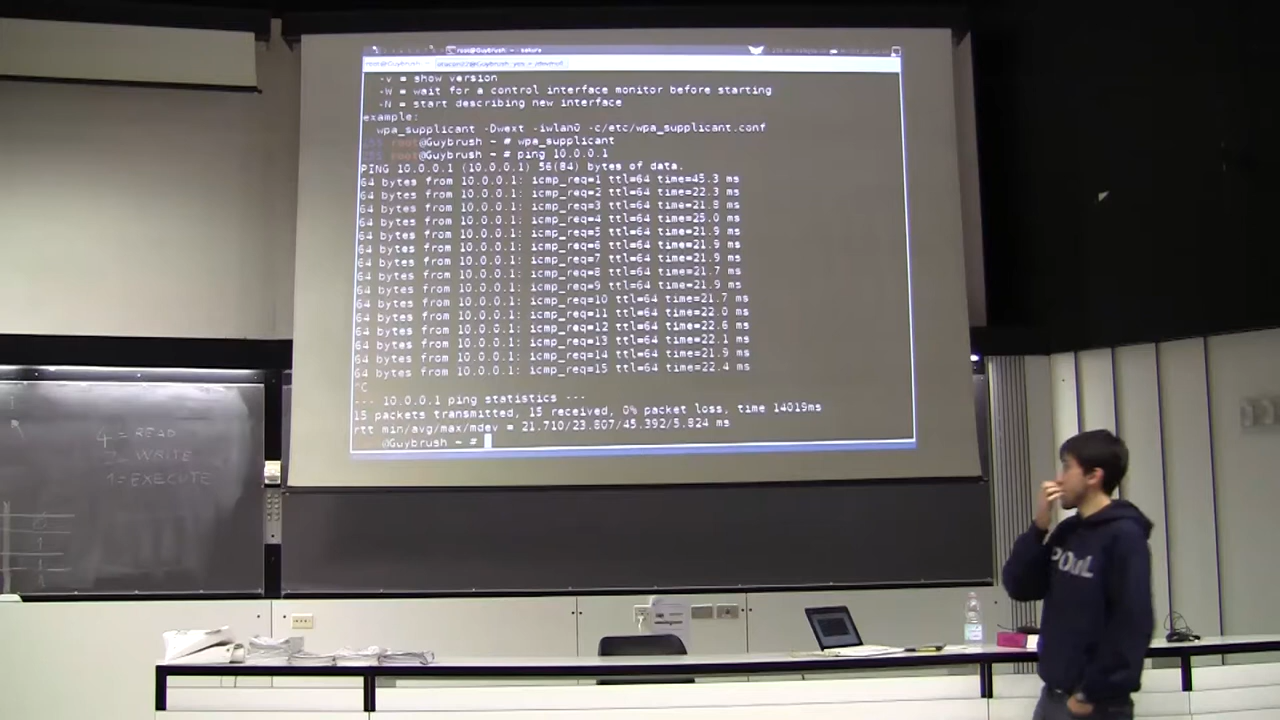 root@Guybrush ~ - sakura
-v = show version
-W = wait for a control interface monitor before starting
-N = start describing new interface
example:
wpa_supplicant -Dwext -iwlan0 -c/etc/wpa_supplicant.conf
255 root@Guybrush ~ # wpa_supplicant
255 root@Guybrush ~ # ping 10.0.0.1
PING 10.0.0.1 (10.0.0.1) 56(84) bytes of data.
64 bytes from 10.0.0.1: icmp_req=1 ttl=64 time=45.3 ms
64 bytes from 10.0.0.1: icmp_req=2 ttl=64 time=22.3 ms
64 bytes from 10.0.0.1: icmp_req=3 ttl=64 time=21.8 ms
64 bytes from 10.0.0.1: icmp_req=4 ttl=64 time=25.0 ms
64 bytes from 10.0.0.1: icmp_req=5 ttl=64 time=21.9 ms
64 bytes from 10.0.0.1: icmp_req=6 ttl=64 time=21.9 ms
64 bytes from 10.0.0.1: icmp_req=7 ttl=64 time=21.9 ms
64 bytes from 10.0.0.1: icmp_req=8 ttl=64 time=21.7 ms
64 bytes from 10.0.0.1: icmp_req=9 ttl=64 time=21.9 ms
64 bytes from 10.0.0.1: icmp_req=10 ttl=64 time=21.7 ms
64 bytes from 10.0.0.1: icmp_req=11 ttl=64 time=22.0 ms
64 bytes from 10.0.0.1: icmp_req=12 ttl=64 time=22.6 ms
64 bytes from 10.0.0.1: icmp_req=13 ttl=64 time=22.1 ms
64 bytes from 10.0.0.1: icmp_req=14 ttl=64 time=21.9 ms
64 bytes from 10.0.0.1: icmp_req=15 ttl=64 time=22.4 ms
^C
--- 10.0.0.1 ping statistics ---
15 packets transmitted, 15 received, 0% packet loss, time 14019ms
rtt min/avg/max/mdev = 21.710/23.807/45.392/5.824 ms
@Guybrush ~ #
4 = READ
2 = WRITE
1 = EXECUTE
0
1
1
POuL